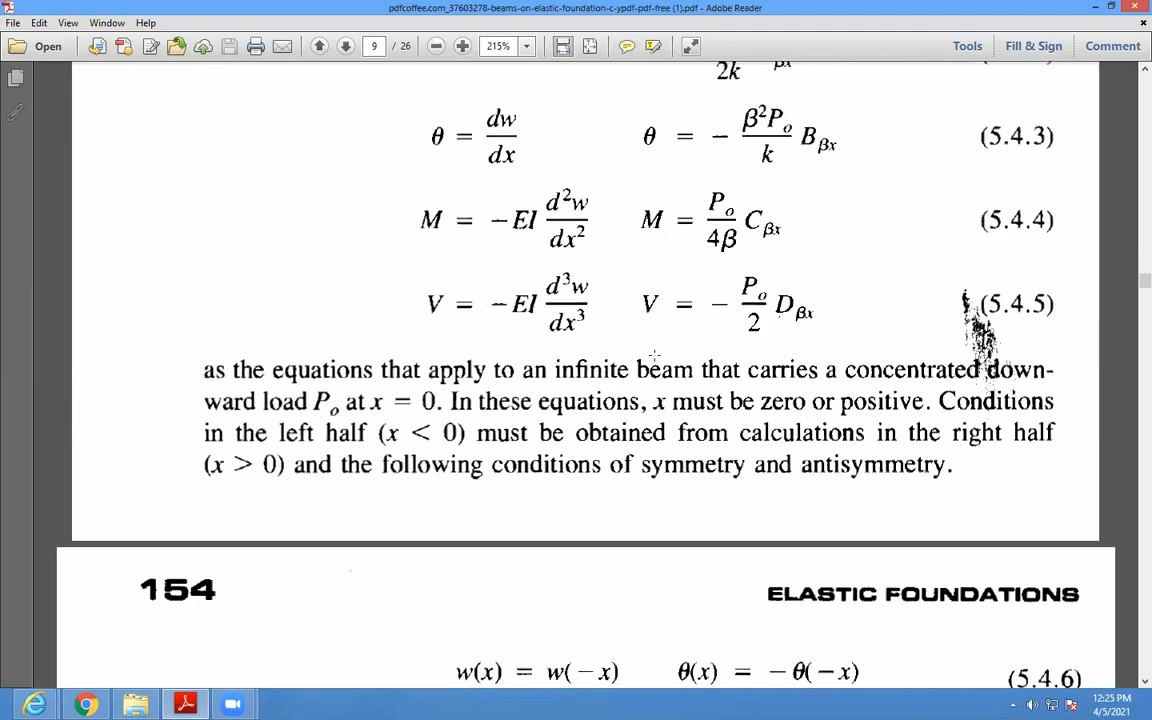 pdfcoffee.com_37603278-beams-on-elastic-foundation-c-ypdf-pdf-free (1).pdf - Adobe Reader
File Edit View Window Help
Open 9 / 26 215% Tools Fill & Sign Comment
2k βx
θ = dw/dx θ = − β²Pₒ/k B_βx (5.4.3)
M = −EI d²w/dx² M = Pₒ/4β C_βx (5.4.4)
V = −EI d³w/dx³ V = − Pₒ/2 D_βx (5.4.5)
as the equations that apply to an infinite beam that carries a concentrated down-
ward load Pₒ at x = 0. In these equations, x must be zero or positive. Conditions
in the left half (x < 0) must be obtained from calculations in the right half
(x > 0) and the following conditions of symmetry and antisymmetry.
154 ELASTIC FOUNDATIONS
w(x) = w(−x) θ(x) = −θ(−x) (5.4.6)
12:25 PM
4/5/2021